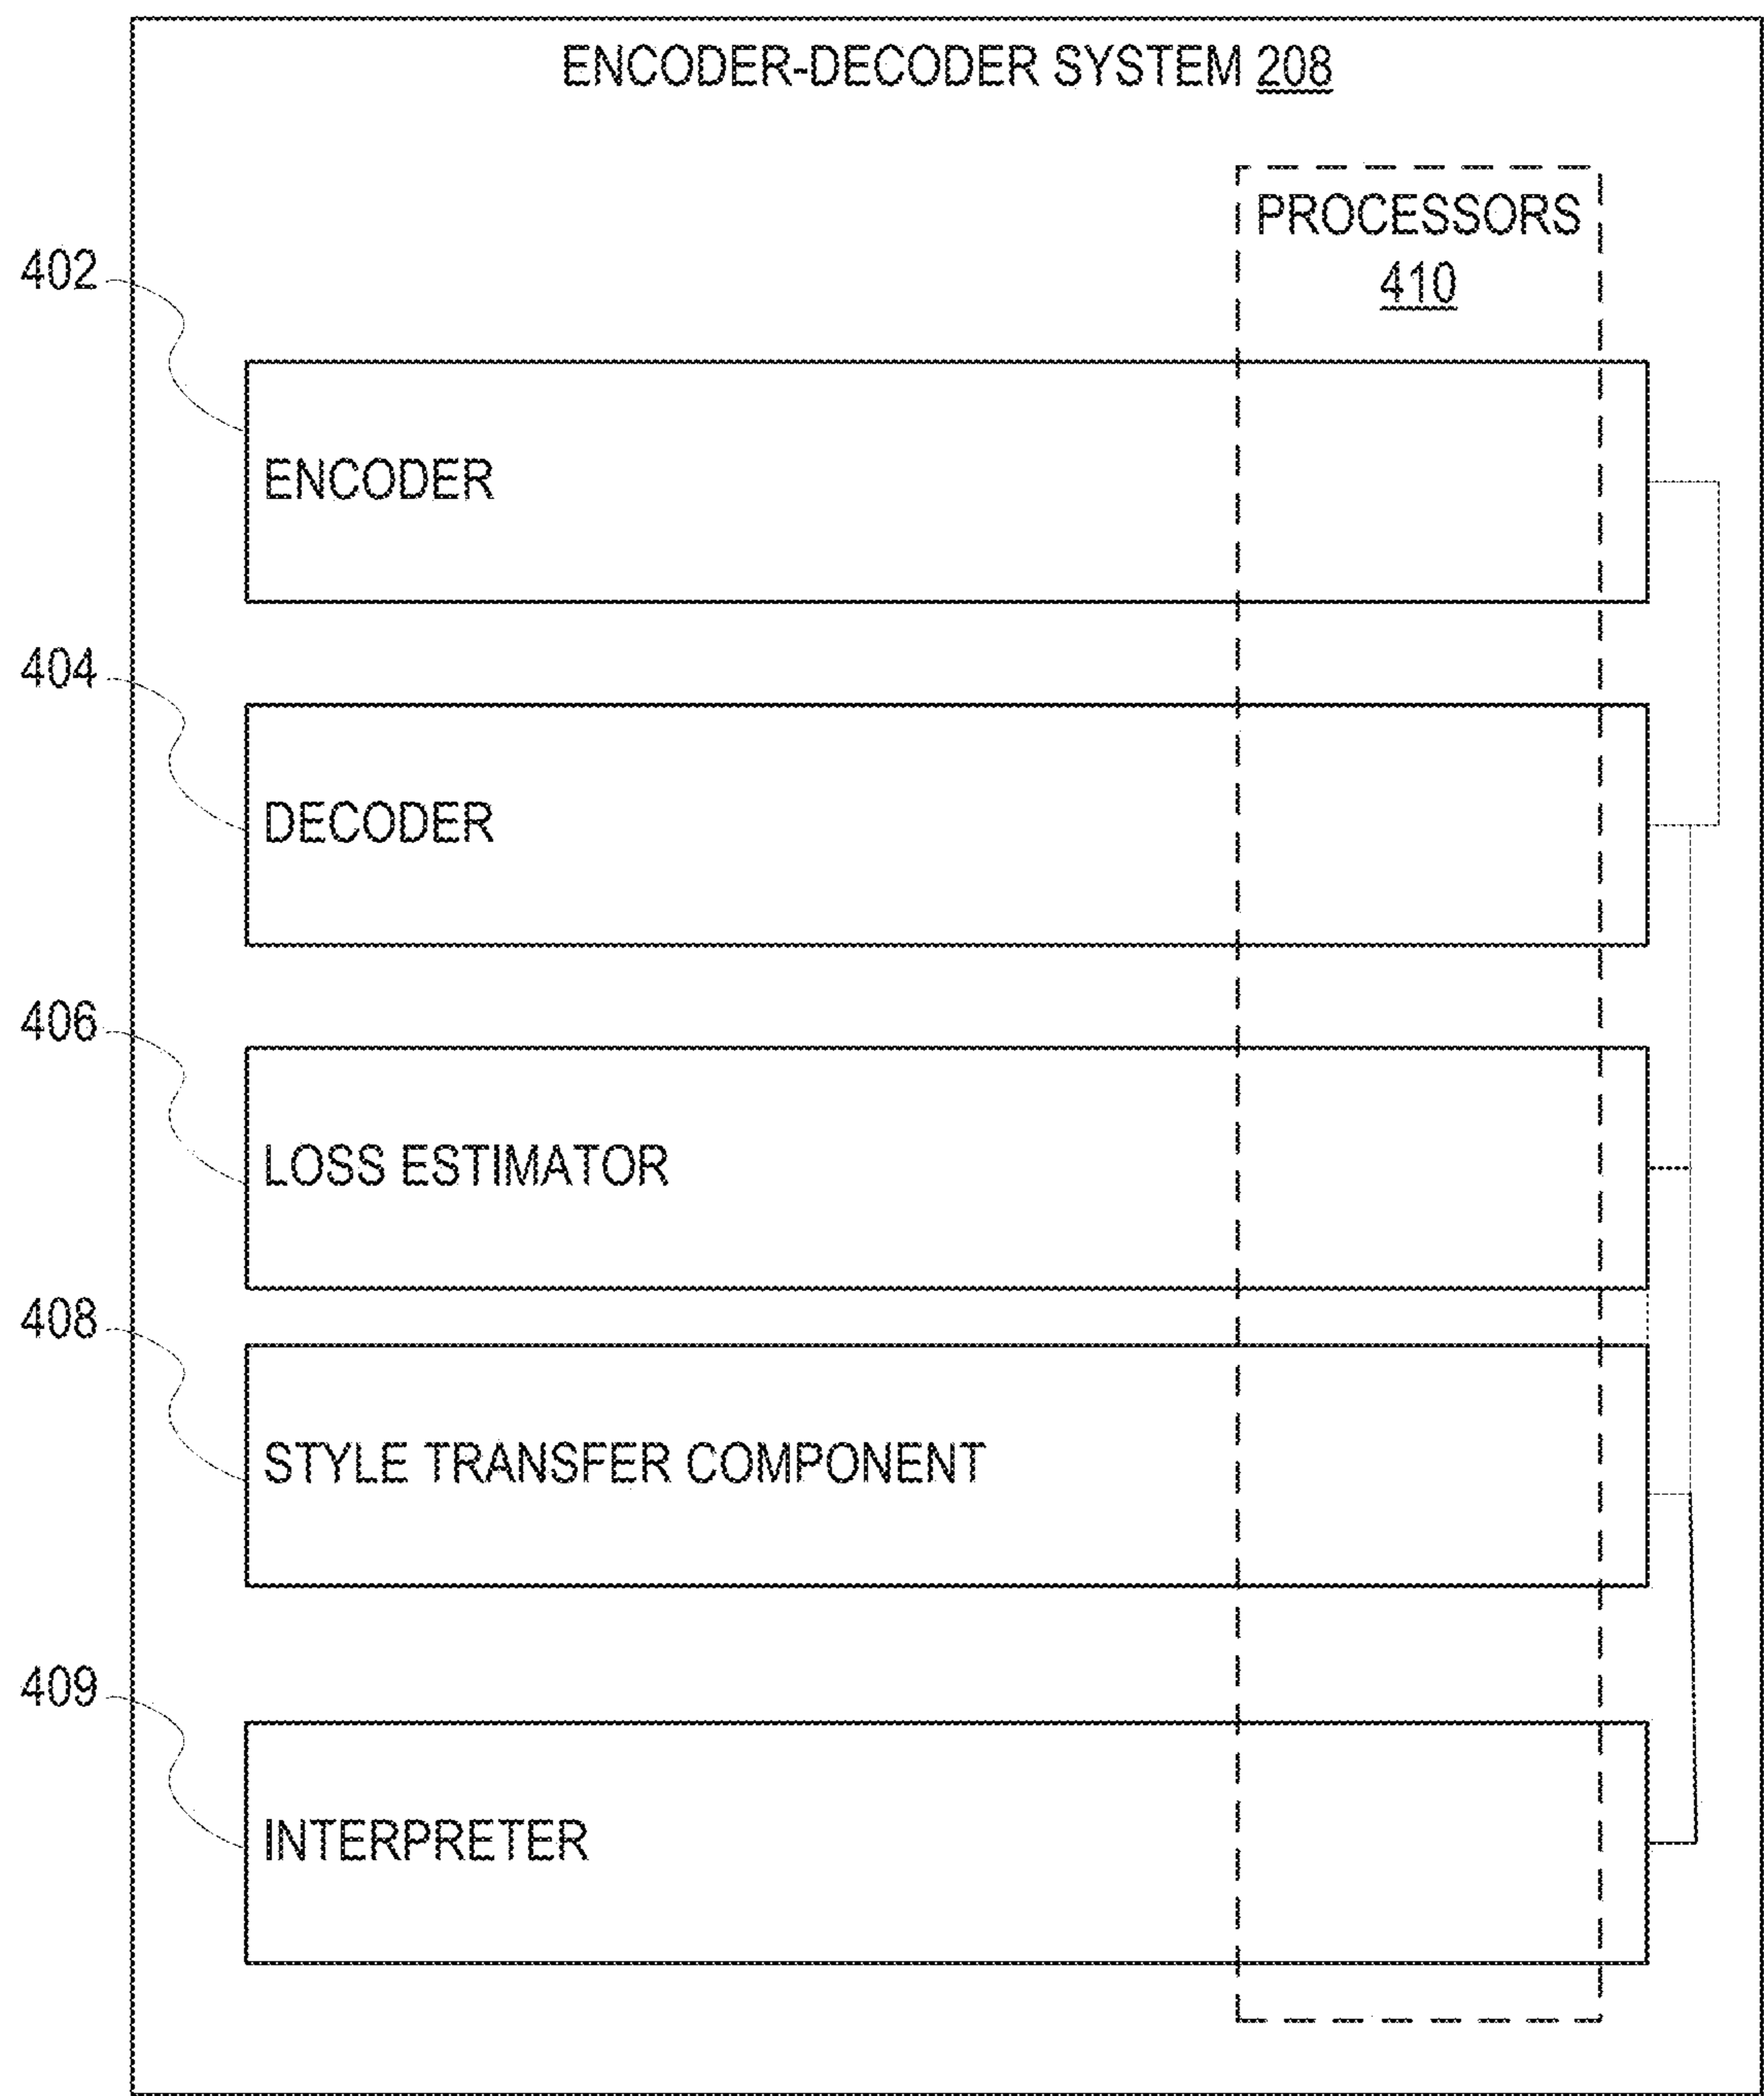 ENCODER-DECODER SYSTEM 208
PROCESSORS
410
402
ENCODER
404
DECODER
406
LOSS ESTIMATOR
408
STYLE TRANSFER COMPONENT
409
INTERPRETER